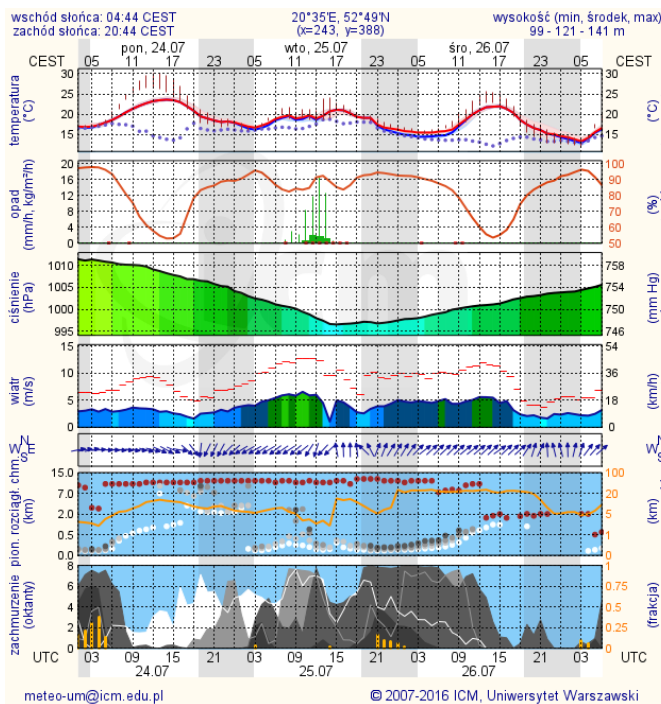 wschód słońca: 04:44 CEST 20°35'E, 52°49'N wysokość (min, środek, max)
zachód słońca: 20:44 CEST (x=243, y=388) 99 - 121 - 141 m
pon, 24.07 wto, 25.07 śro, 26.07
CEST 05 11 17 23 05 11 17 23 05 11 17 23 05 CEST
temperatura (°C)
30 25 20 15
30 25 20 15
(°C)
opad (mm/h, kg/m²/h)
20 16 12 8 4 0
100 90 80 70 60 50
(%)
ciśnienie (hPa)
1010 1005 1000 995
758 754 750 746
(mm Hg)
wiatr (m/s)
15 10 5 0
54 36 18 0
(km/h)
N W E S
N W S
pion. rozciągł. chm (km)
15.0 7.0 2.0 0.5 0.0
100 20 5 1 0
(km)
zachmurzenie (oktanty)
8 6 4 2 0
1 0.75 0.5 0.25 0
(frakcja)
UTC 03 09 15 21 03 09 15 21 03 09 15 21 03 UTC
24.07 25.07 26.07
meteo-um@icm.edu.pl © 2007-2016 ICM, Uniwersytet Warszawski